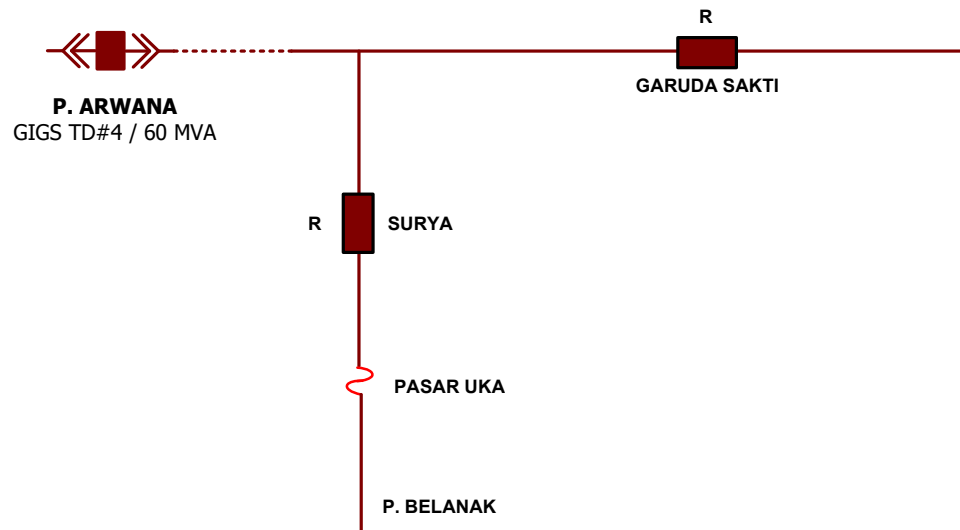 R
GARUDA SAKTI
P. ARWANA
GIGS TD#4 / 60 MVA
R SURYA
PASAR UKA
P. BELANAK